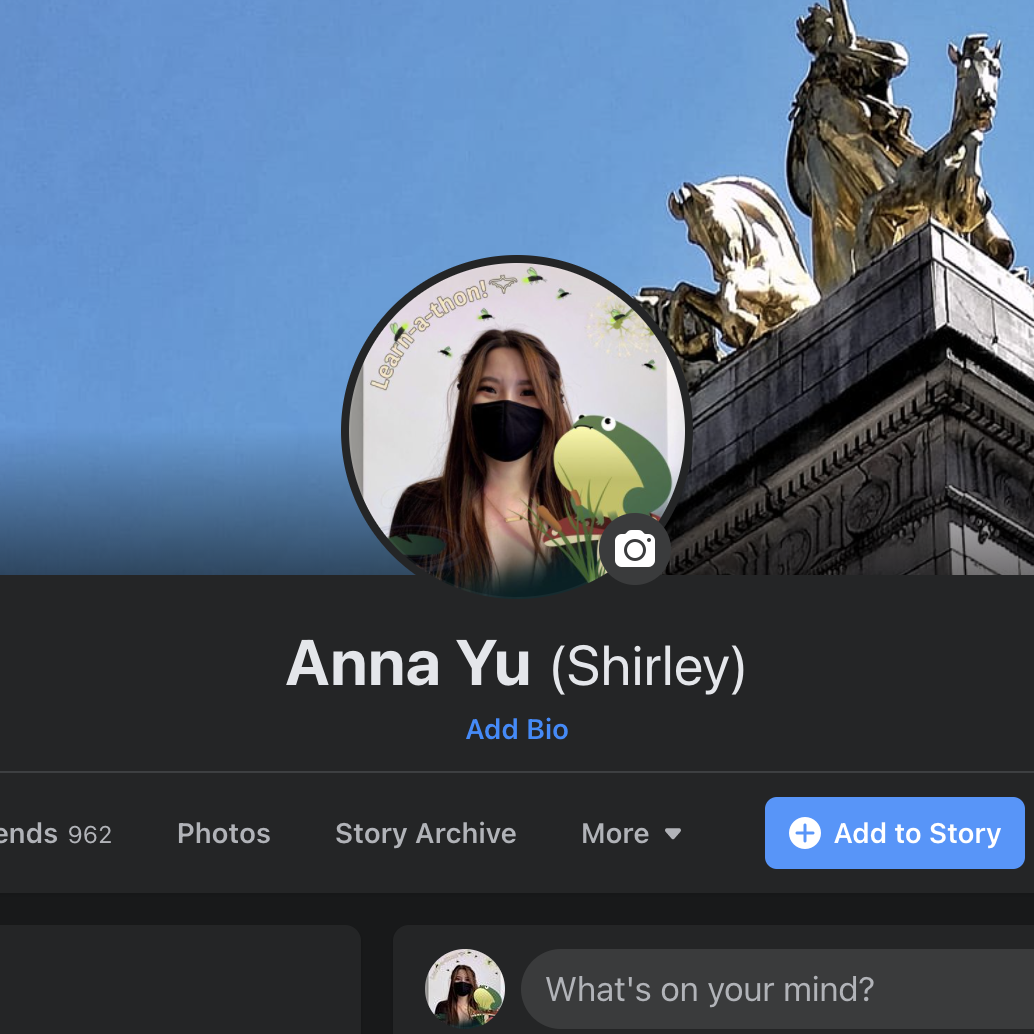 Learn-a-thon!
Anna Yu (Shirley)
Add Bio
ends 962 Photos Story Archive More Add to Story
What's on your mind?